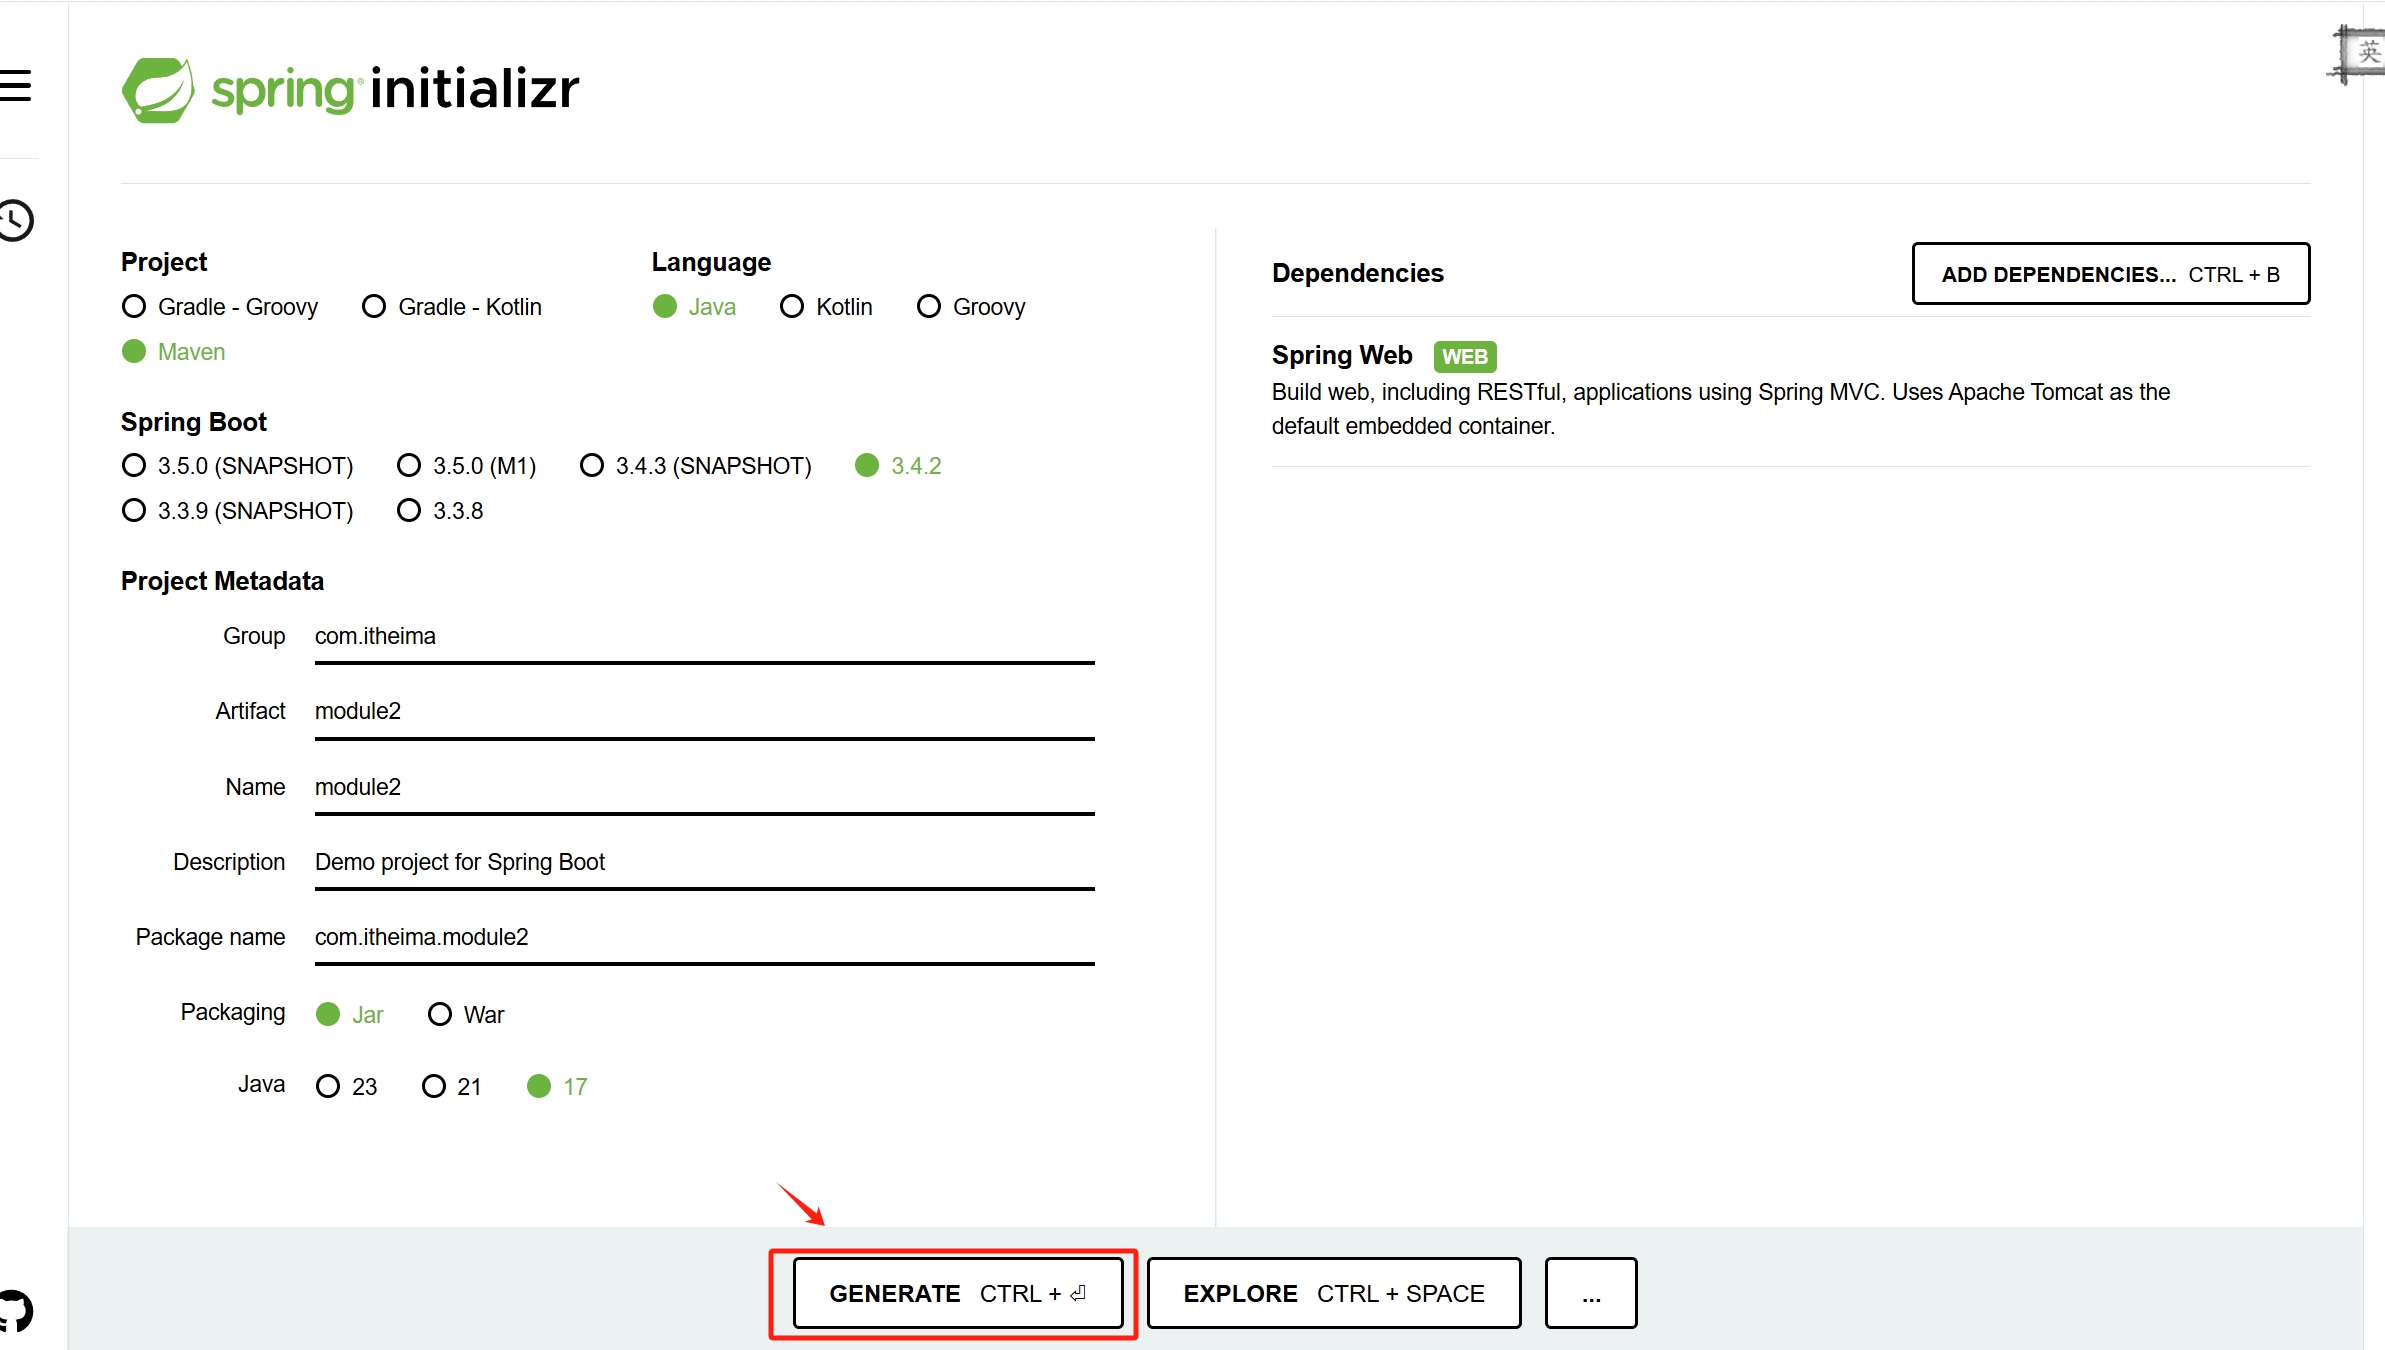 spring initializr
英
Project
Gradle - Groovy Gradle - Kotlin
Maven
Language
Java Kotlin Groovy
Spring Boot
3.5.0 (SNAPSHOT) 3.5.0 (M1) 3.4.3 (SNAPSHOT) 3.4.2
3.3.9 (SNAPSHOT) 3.3.8
Project Metadata
Group com.itheima
Artifact module2
Name module2
Description Demo project for Spring Boot
Package name com.itheima.module2
Packaging Jar War
Java 23 21 17
Dependencies
ADD DEPENDENCIES... CTRL + B
Spring Web WEB
Build web, including RESTful, applications using Spring MVC. Uses Apache Tomcat as the
default embedded container.
GENERATE CTRL + ⏎
EXPLORE CTRL + SPACE
...